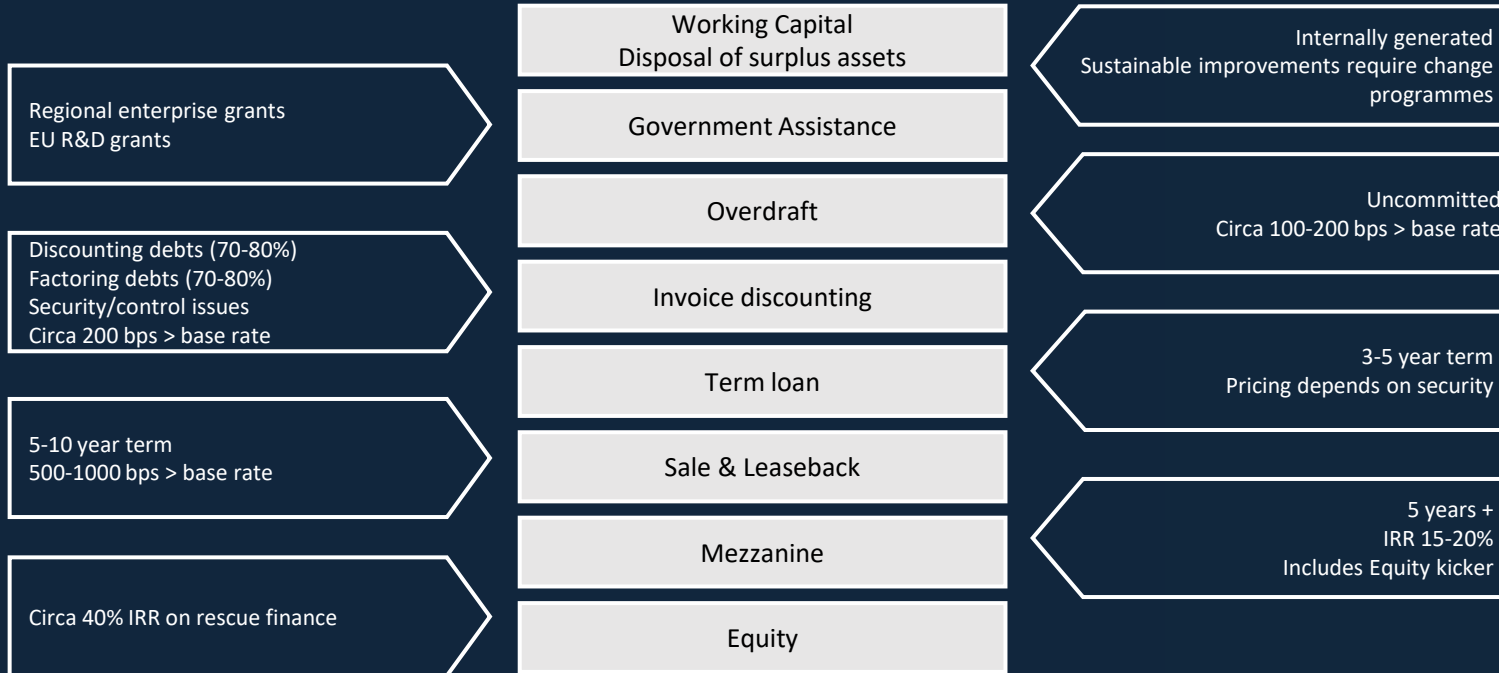 Working Capital
Disposal of surplus assets
Internally generated
Sustainable improvements require change
programmes
Regional enterprise grants
EU R&D grants
Government Assistance
Overdraft
Uncommitted
Circa 100-200 bps > base rate
Discounting debts (70-80%)
Factoring debts (70-80%)
Security/control issues
Circa 200 bps > base rate
Invoice discounting
Term loan
3-5 year term
Pricing depends on security
5-10 year term
500-1000 bps > base rate
Sale & Leaseback
Mezzanine
5 years +
IRR 15-20%
Includes Equity kicker
Circa 40% IRR on rescue finance
Equity